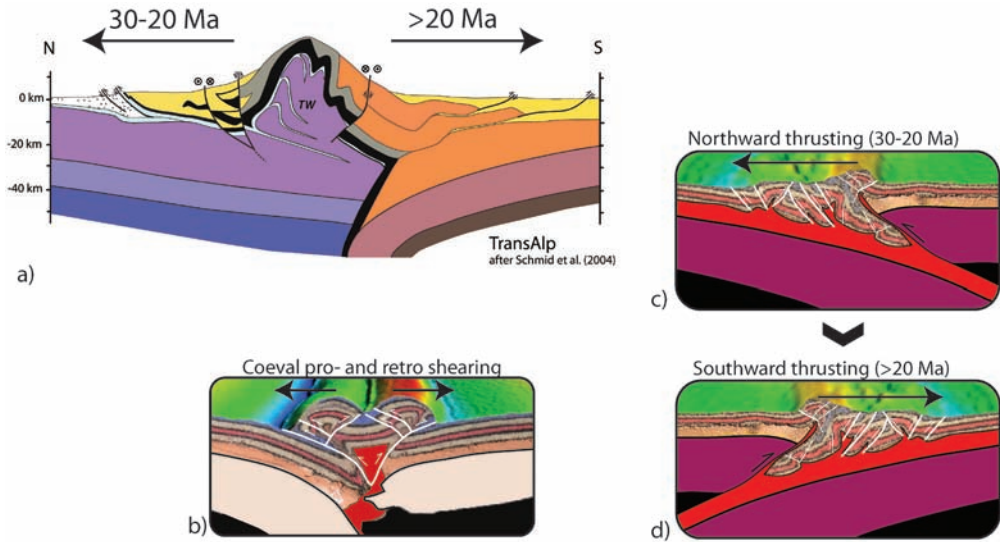 30-20 Ma
>20 Ma
N
S
0 km
-20 km
-40 km
TW
TransAlp
after Schmid et al. (2004)
a)
Coeval pro- and retro shearing
b)
Northward thrusting (30-20 Ma)
c)
Southward thrusting (>20 Ma)
d)